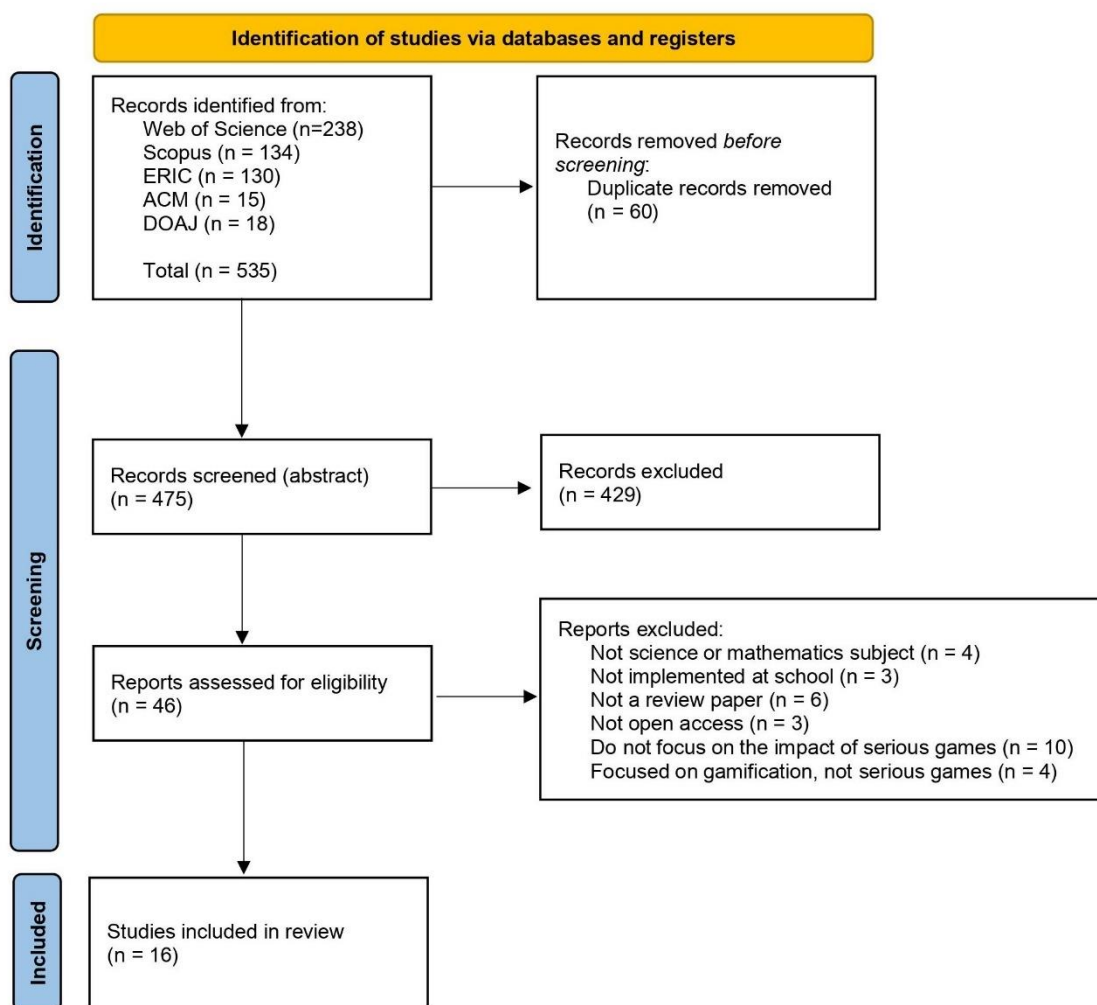 Identification of studies via databases and registers
Identification
Records identified from:
Web of Science (n=238)
Scopus (n = 134)
ERIC (n = 130)
ACM (n = 15)
DOAJ (n = 18)
Total (n = 535)
Records removed before
screening:
Duplicate records removed
(n = 60)
Screening
Records screened (abstract)
(n = 475)
Records excluded
(n = 429)
Reports assessed for eligibility
(n = 46)
Reports excluded:
Not science or mathematics subject (n = 4)
Not implemented at school (n = 3)
Not a review paper (n = 6)
Not open access (n = 3)
Do not focus on the impact of serious games (n = 10)
Focused on gamification, not serious games (n = 4)
Included
Studies included in review
(n = 16)